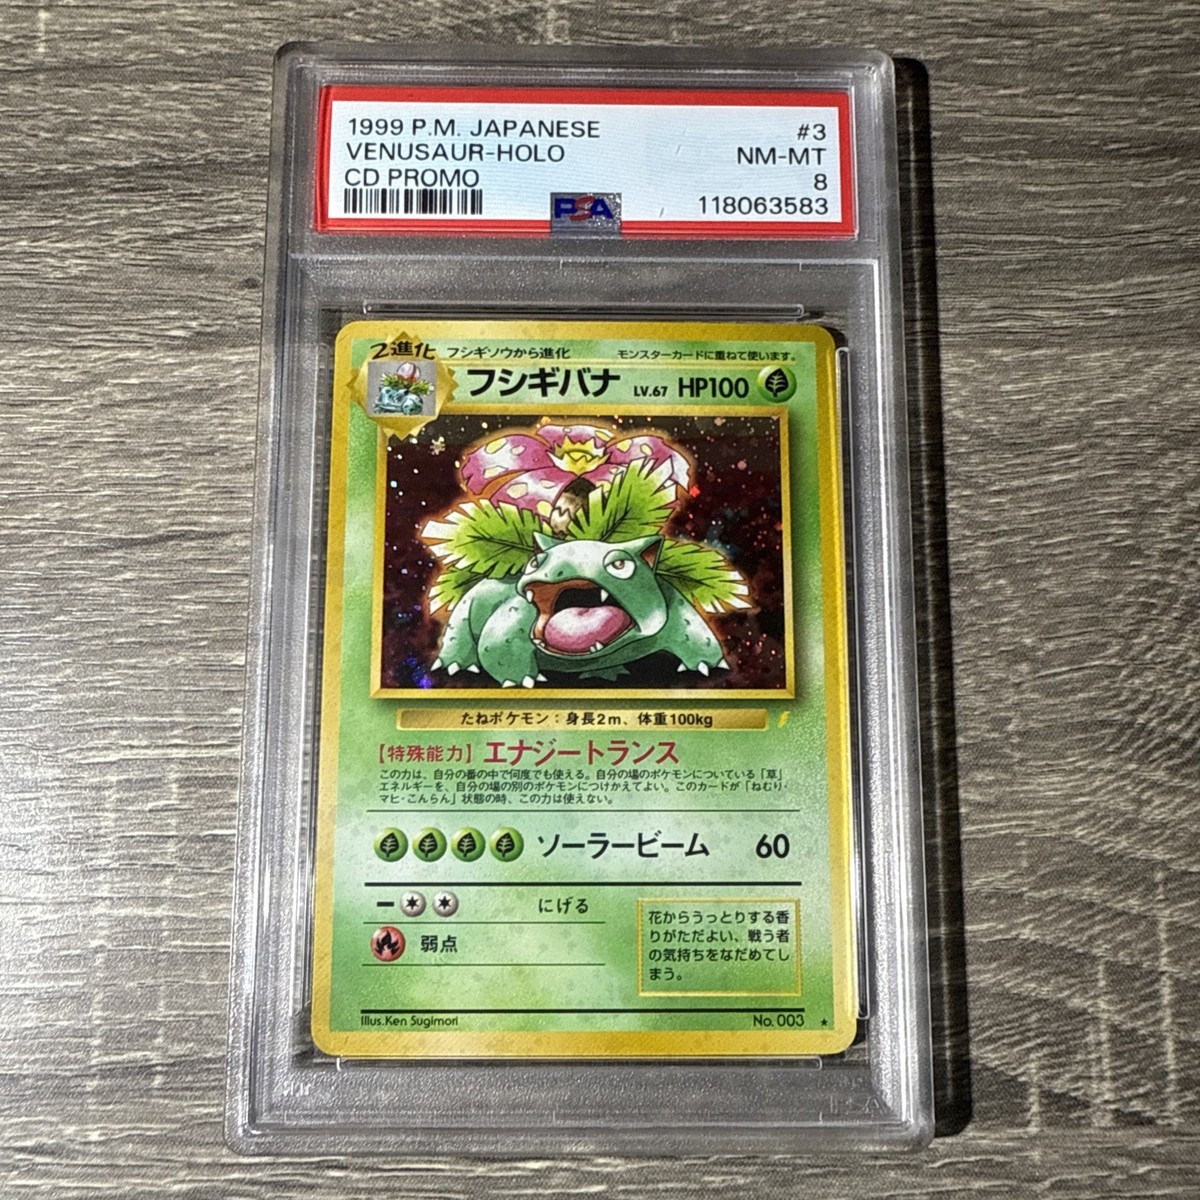 1999 P.M. JAPANESE #3
VENUSAUR-HOLO NM-MT
CD PROMO 8
PSA 118063583
2進化 フシギソウから進化 モンスターカードに重ねて使います。
フシギバナ LV.67 HP100
たねポケモン：身長2m、体重100kg
【特殊能力】エナジートランス
この力は、自分の番の中で何度でも使える。自分の場のポケモンについている「草」
エネルギーを、自分の場の別のポケモンにつけかえてよい。このカードが「ねむり・
マヒ・こんらん」状態の時、この力は使えない。
ソーラービーム 60
にげる
弱点
花からうっとりする香
りがただよい、戦う者
の気持ちをなだめてし
まう。
Illus.Ken Sugimori No.003 ★